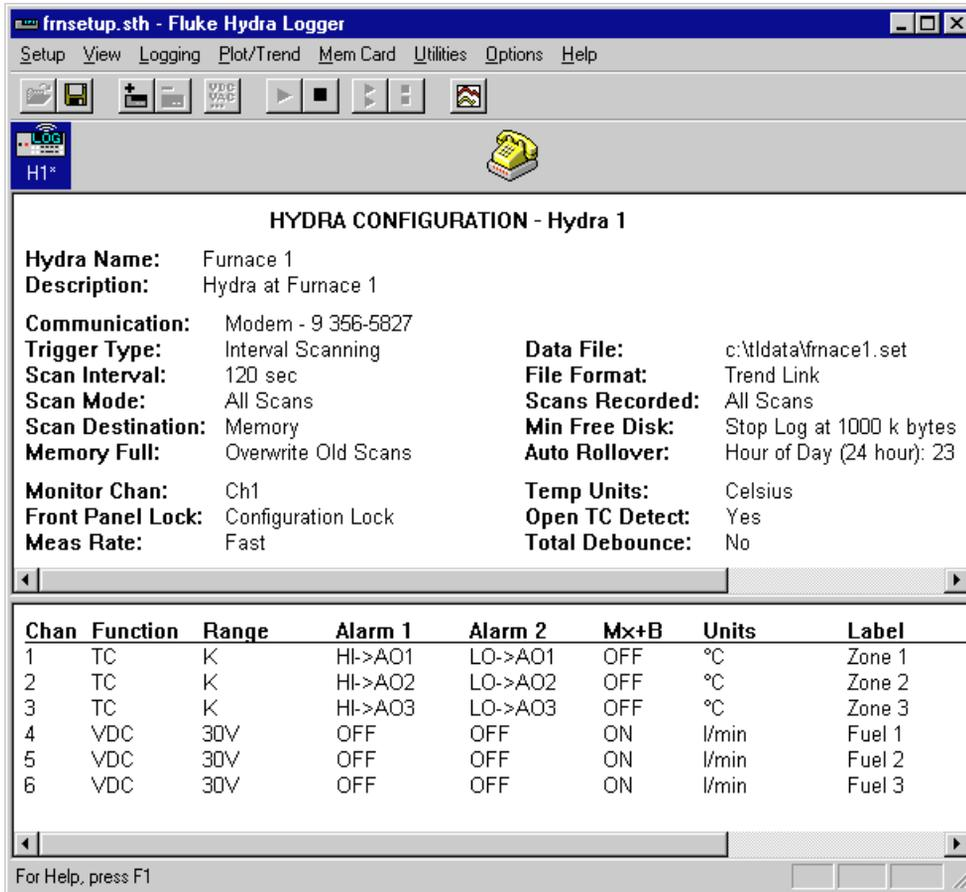 frnsetup.sth - Fluke Hydra Logger
Setup View Logging Plot/Trend Mem Card Utilities Options Help
VDC
VAC
LOG
H1*
HYDRA CONFIGURATION - Hydra 1
Hydra Name: Furnace 1
Description: Hydra at Furnace 1
Communication: Modem - 9 356-5827
Trigger Type: Interval Scanning Data File: c:\tldata\frnace1.set
Scan Interval: 120 sec File Format: Trend Link
Scan Mode: All Scans Scans Recorded: All Scans
Scan Destination: Memory Min Free Disk: Stop Log at 1000 k bytes
Memory Full: Overwrite Old Scans Auto Rollover: Hour of Day (24 hour): 23
Monitor Chan: Ch1 Temp Units: Celsius
Front Panel Lock: Configuration Lock Open TC Detect: Yes
Meas Rate: Fast Total Debounce: No
Chan Function Range Alarm 1 Alarm 2 Mx+B Units Label
1 TC K HI->AO1 LO->AO1 OFF °C Zone 1
2 TC K HI->AO2 LO->AO2 OFF °C Zone 2
3 TC K HI->AO3 LO->AO3 OFF °C Zone 3
4 VDC 30V OFF OFF ON l/min Fuel 1
5 VDC 30V OFF OFF ON l/min Fuel 2
6 VDC 30V OFF OFF ON l/min Fuel 3
For Help, press F1